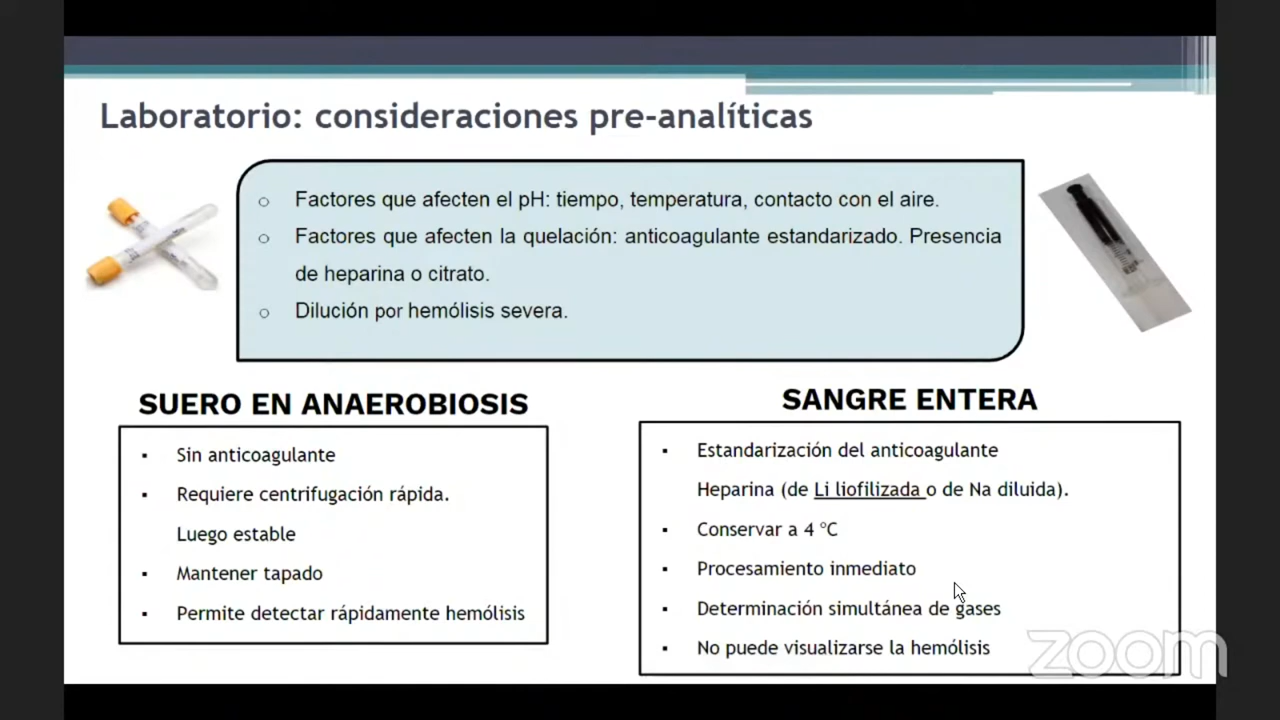 Laboratorio: consideraciones pre-analíticas
o Factores que afecten el pH: tiempo, temperatura, contacto con el aire.
o Factores que afecten la quelación: anticoagulante estandarizado. Presencia
de heparina o citrato.
o Dilución por hemólisis severa.
SUERO EN ANAEROBIOSIS
▪ Sin anticoagulante
▪ Requiere centrifugación rápida.
Luego estable
▪ Mantener tapado
▪ Permite detectar rápidamente hemólisis
SANGRE ENTERA
▪ Estandarización del anticoagulante
Heparina (de Li liofilizada o de Na diluida).
▪ Conservar a 4 °C
▪ Procesamiento inmediato
▪ Determinación simultánea de gases
▪ No puede visualizarse la hemólisis
zoom